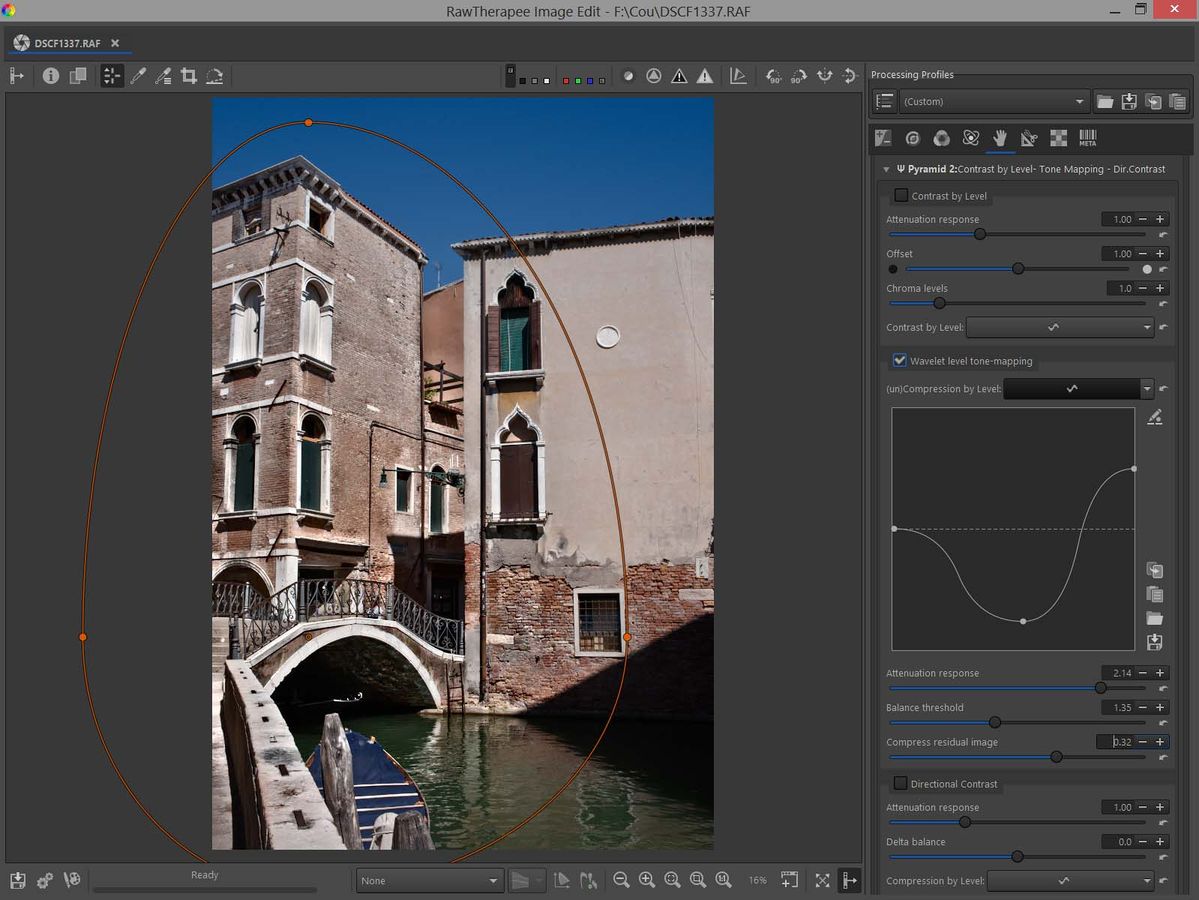 RawTherapee Image Edit - F:\Cou\DSCF1337.RAF
DSCF1337.RAF
90°
90°
Processing Profiles
(Custom)
META
Ψ Pyramid 2:Contrast by Level- Tone Mapping - Dir.Contrast
Contrast by Level
Attenuation response 1.00
Offset 1.00
Chroma levels 1.0
Contrast by Level:
Wavelet level tone-mapping
(un)Compression by Level:
Attenuation response 2.14
Balance threshold 1.35
Compress residual image 0.32
Directional Contrast
Attenuation response 1.00
Delta balance 0.0
Compression by Level:
Ready
None
16%